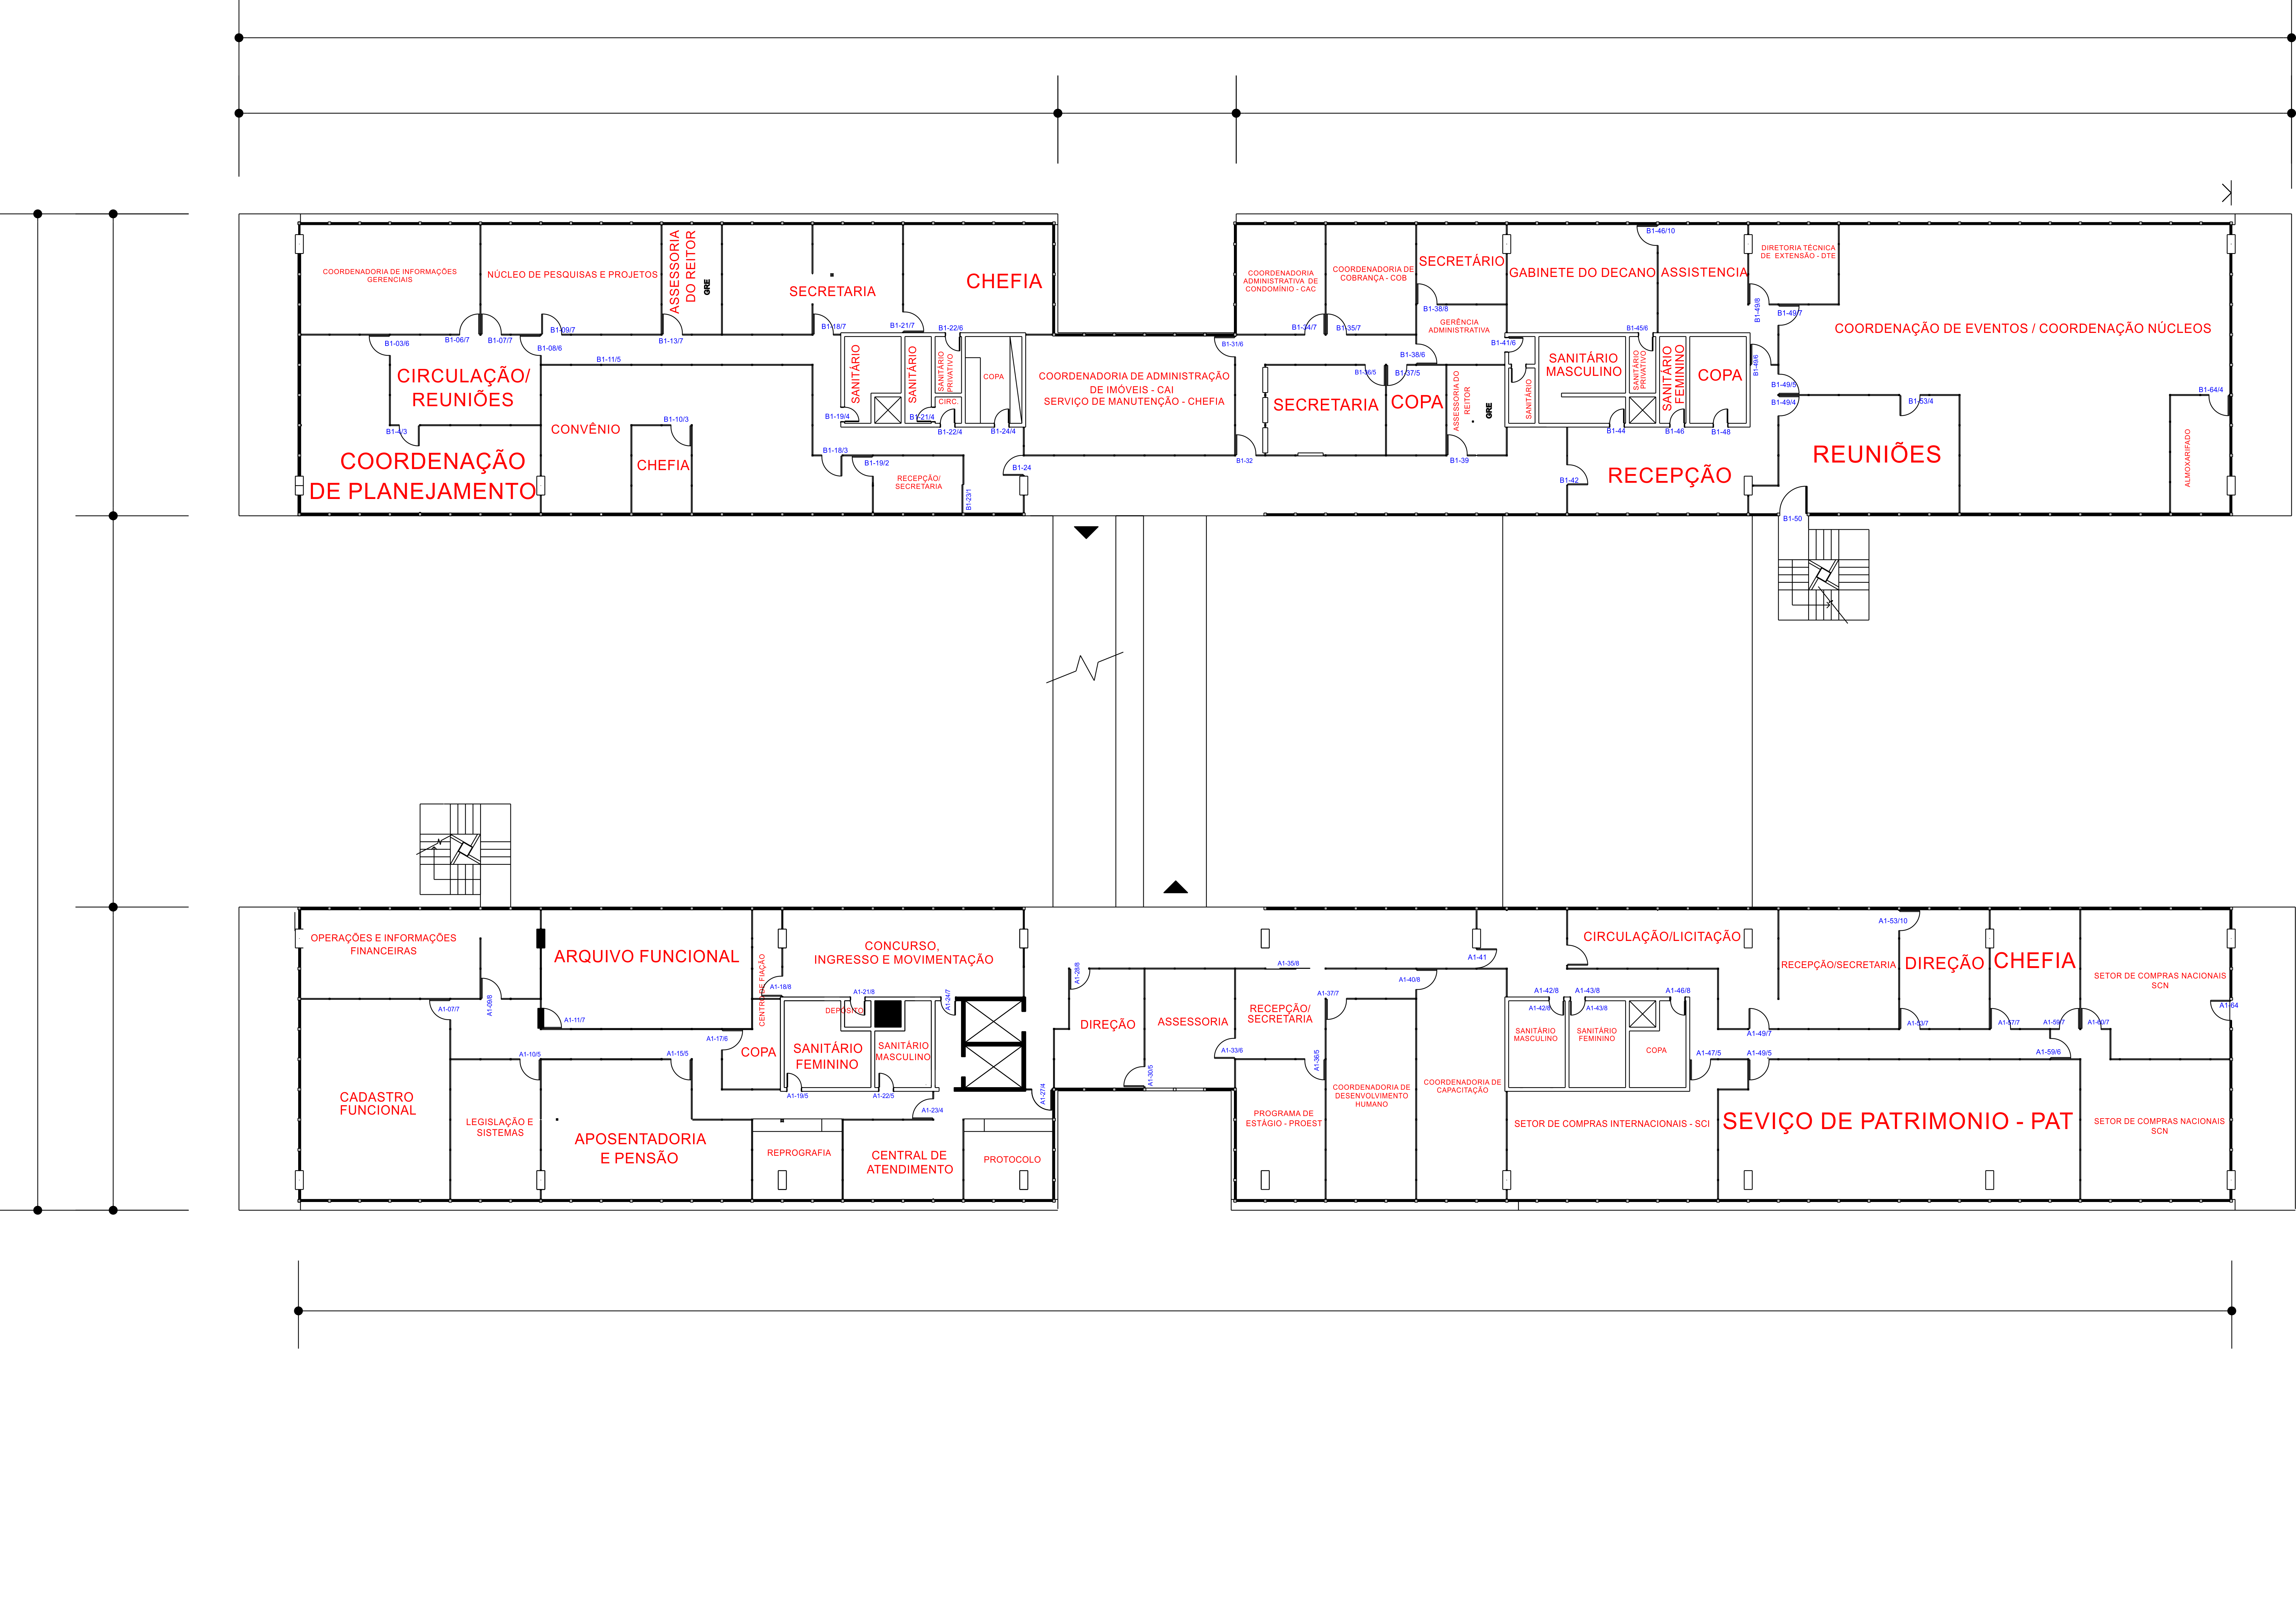 COORDENADORIA DE INFORMAÇÕES
GERENCIAIS
NÚCLEO DE PESQUISAS E PROJETOS
ASSESSORIA
DO REITOR
GRE
SECRETARIA
CHEFIA
B1-03/6
B1-06/7
B1-07/7
B1-09/7
B1-08/6
B1-11/5
B1-13/7
B1-18/7
B1-21/7
B1-22/6
CIRCULAÇÃO/
REUNIÕES
B1-4/3
COORDENAÇÃO
DE PLANEJAMENTO
CONVÊNIO
B1-10/3
CHEFIA
SANITÁRIO
SANITÁRIO
SANITÁRIO
PRIVATIVO
CIRC.
COPA
B1-19/4
B1-21/4
B1-22/4
B1-24/4
B1-18/3
B1-19/2
RECEPÇÃO/
SECRETARIA
B1-23/1
B1-24
COORDENADORIA DE ADMINISTRAÇÃO
DE IMÓVEIS - CAI
SERVIÇO DE MANUTENÇÃO - CHEFIA
B1-31/6
B1-32
COORDENADORIA
ADMINISTRATIVA DE
CONDOMÍNIO - CAC
COORDENADORIA DE
COBRANÇA - COB
SECRETÁRIO
B1-34/7
B1-35/7
B1-38/8
GERÊNCIA
ADMINISTRATIVA
B1-38/6
B1-41/6
B1-36/5
B1-37/5
SECRETARIA
COPA
ASSESSORIA DO
REITOR
GRE
B1-39
GABINETE DO DECANO
B1-46/10
ASSISTENCIA
DIRETORIA TÉCNICA
DE EXTENSÃO - DTE
B1-49/8
B1-49/7
COORDENAÇÃO DE EVENTOS / COORDENAÇÃO NÚCLEOS
B1-45/6
SANITÁRIO
SANITÁRIO
MASCULINO
SANITÁRIO
PRIVATIVO
SANITÁRIO
FEMININO
COPA
B1-49/6
B1-49/5
B1-49/4
B1-53/4
B1-64/4
B1-44
B1-46
B1-48
B1-42
RECEPÇÃO
REUNIÕES
ALMOXARIFADO
B1-50
OPERAÇÕES E INFORMAÇÕES
FINANCEIRAS
ARQUIVO FUNCIONAL
CENTRO DE FIAÇÃO
CONCURSO,
INGRESSO E MOVIMENTAÇÃO
A1-07/7
A1-09/8
A1-11/7
A1-18/8
A1-21/8
A1-24/7
A1-28/8
DEPÓSITO
A1-17/6
COPA
SANITÁRIO
FEMININO
SANITÁRIO
MASCULINO
A1-10/5
A1-15/5
A1-19/5
A1-22/5
A1-23/4
A1-27/4
CADASTRO
FUNCIONAL
LEGISLAÇÃO E
SISTEMAS
APOSENTADORIA
E PENSÃO
REPROGRAFIA
CENTRAL DE
ATENDIMENTO
PROTOCOLO
DIREÇÃO
ASSESSORIA
A1-30/5
A1-33/6
A1-35/8
RECEPÇÃO/
SECRETARIA
A1-37/7
A1-36/5
A1-40/8
A1-41
PROGRAMA DE
ESTÁGIO - PROEST
COORDENADORIA DE
DESENVOLVIMENTO
HUMANO
COORDENADORIA DE
CAPACITAÇÃO
CIRCULAÇÃO/LICITAÇÃO
A1-42/8
A1-43/8
A1-46/8
A1-42/8
A1-43/8
SANITÁRIO
MASCULINO
SANITÁRIO
FEMININO
COPA
A1-47/5
A1-49/7
A1-49/5
SETOR DE COMPRAS INTERNACIONAIS - SCI
RECEPÇÃO/SECRETARIA
A1-53/10
DIREÇÃO
CHEFIA
SETOR DE COMPRAS NACIONAIS
SCN
A1-64
A1-53/7
A1-57/7
A1-59/7
A1-60/7
A1-59/6
SEVIÇO DE PATRIMONIO - PAT
SETOR DE COMPRAS NACIONAIS
SCN